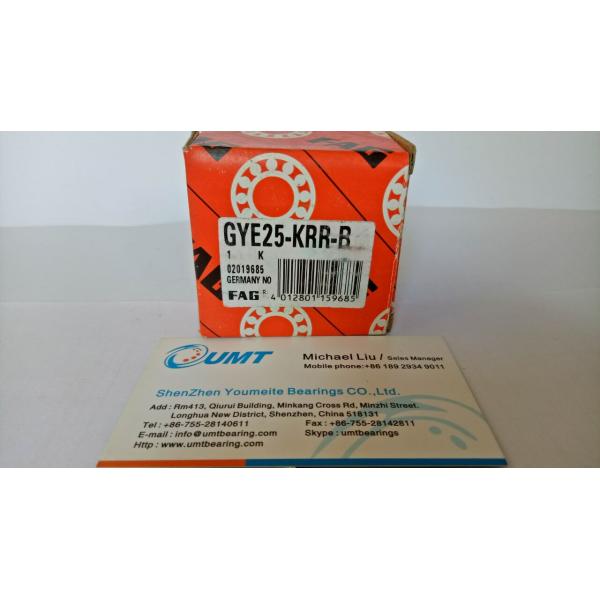 FAG
GYE25-KRR-B
1 K
02019685
GERMANY NO
FAG R. 4 012801 159685
UMT
Michael Liu / Sales Manager
Mobile phone:+86 189 2934 9011
ShenZhen Youmeite Bearings CO.,Ltd.
Add : Rm413, Qiurui Building, Minkang Cross Rd, Minzhi Street.
Longhua New District, Shenzhen, China 518131
Tel : +86-755-28140611 Fax : +86-755-28142811
E-mail : info@umtbearing.com Skype : umtbearings
Http : www.umtbearing.com